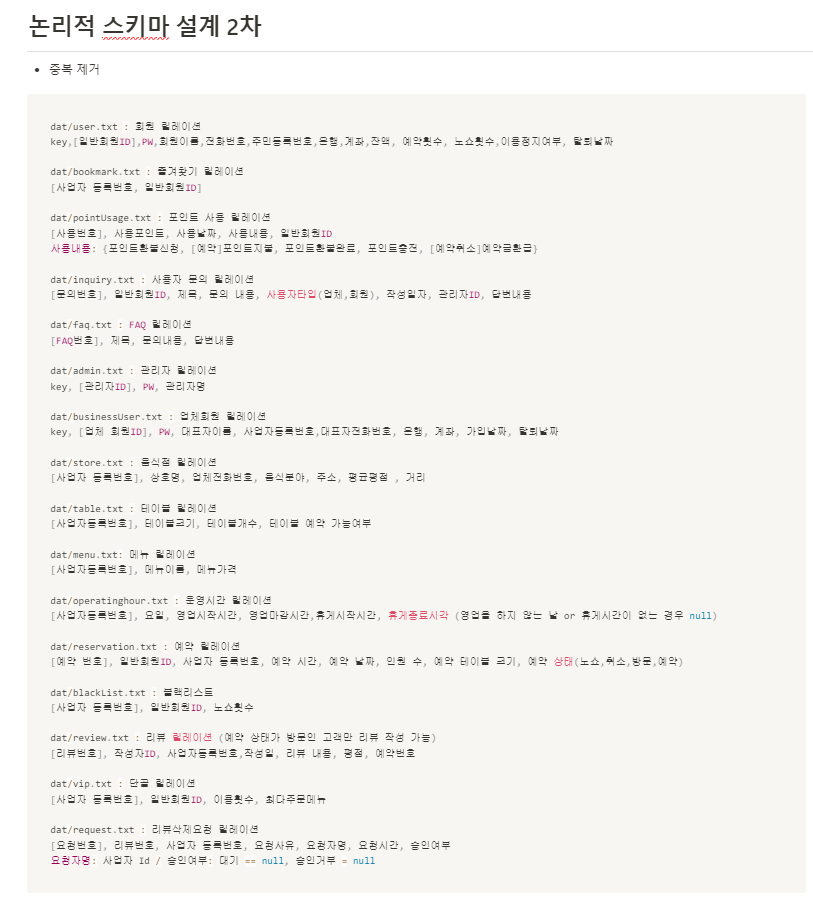 논리적 스키마 설계 2차
• 중복 제거
dat/user.txt : 회원 릴레이션
key,[일반회원ID],PW,회원이름,전화번호,주민등록번호,은행,계좌,잔액, 예약횟수, 노쇼횟수,이용정지여부, 탈퇴날짜
dat/bookmark.txt : 즐겨찾기 릴레이션
[사업자 등록번호, 일반회원ID]
dat/pointUsage.txt : 포인트 사용 릴레이션
[사용번호], 사용포인트, 사용날짜, 사용내용, 일반회원ID
사용내용: {포인트환불신청, [예약]포인트지불, 포인트환불완료, 포인트충전, [예약취소]예약금환급}
dat/inquiry.txt : 사용자 문의 릴레이션
[문의번호], 일반회원ID, 제목, 문의 내용, 사용자타입(업체,회원), 작성일자, 관리자ID, 답변내용
dat/faq.txt : FAQ 릴레이션
[FAQ번호], 제목, 문의내용, 답변내용
dat/admin.txt : 관리자 릴레이션
key, [관리자ID], PW, 관리자명
dat/businessUser.txt : 업체회원 릴레이션
key, [업체 회원ID], PW, 대표자이름, 사업자등록번호,대표자전화번호, 은행, 계좌, 가입날짜, 탈퇴날짜
dat/store.txt : 음식점 릴레이션
[사업자 등록번호], 상호명, 업체전화번호, 음식분야, 주소, 평균평점 , 거리
dat/table.txt : 테이블 릴레이션
[사업자등록번호], 테이블크기, 테이블개수, 테이블 예약 가능여부
dat/menu.txt: 메뉴 릴레이션
[사업자등록번호], 메뉴이름, 메뉴가격
dat/operatinghour.txt : 운영시간 릴레이션
[사업자등록번호], 요일, 영업시작시간, 영업마감시간,휴게시작시간, 휴게종료시각 (영업을 하지 않는 날 or 휴게시간이 없는 경우 null)
dat/reservation.txt : 예약 릴레이션
[예약 번호], 일반회원ID, 사업자 등록번호, 예약 시간, 예약 날짜, 인원 수, 예약 테이블 크기, 예약 상태(노쇼,취소,방문,예약)
dat/blackList.txt : 블랙리스트
[사업자 등록번호], 일반회원ID, 노쇼횟수
dat/review.txt : 리뷰 릴레이션 (예약 상태가 방문인 고객만 리뷰 작성 가능)
[리뷰번호], 작성자ID, 사업자등록번호,작성일, 리뷰 내용, 평점, 예약번호
dat/vip.txt : 단골 릴레이션
[사업자 등록번호], 일반회원ID, 이용횟수, 최다주문메뉴
dat/request.txt : 리뷰삭제요청 릴레이션
[요청번호], 리뷰번호, 사업자 등록번호, 요청사유, 요청자명, 요청시간, 승인여부
요청자명: 사업자 Id / 승인여부: 대기 == null, 승인거부 = null